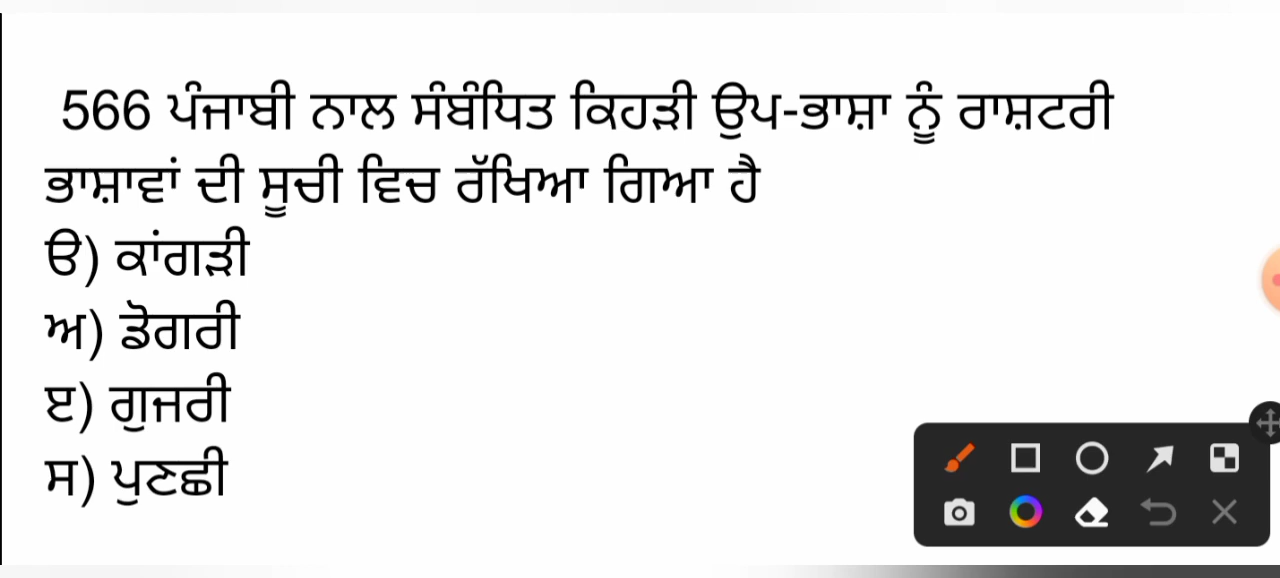 566 ਪੰਜਾਬੀ ਨਾਲ ਸੰਬੰਧਿਤ ਕਿਹੜੀ ਉਪ-ਭਾਸ਼ਾ ਨੂੰ ਰਾਸ਼ਟਰੀ
ਭਾਸ਼ਾਵਾਂ ਦੀ ਸੂਚੀ ਵਿਚ ਰੱਖਿਆ ਗਿਆ ਹੈ
ੳ) ਕਾਂਗੜੀ
ਅ) ਡੋਗਰੀ
ੲ) ਗੁਜਰੀ
ਸ) ਪੁਣਛੀ